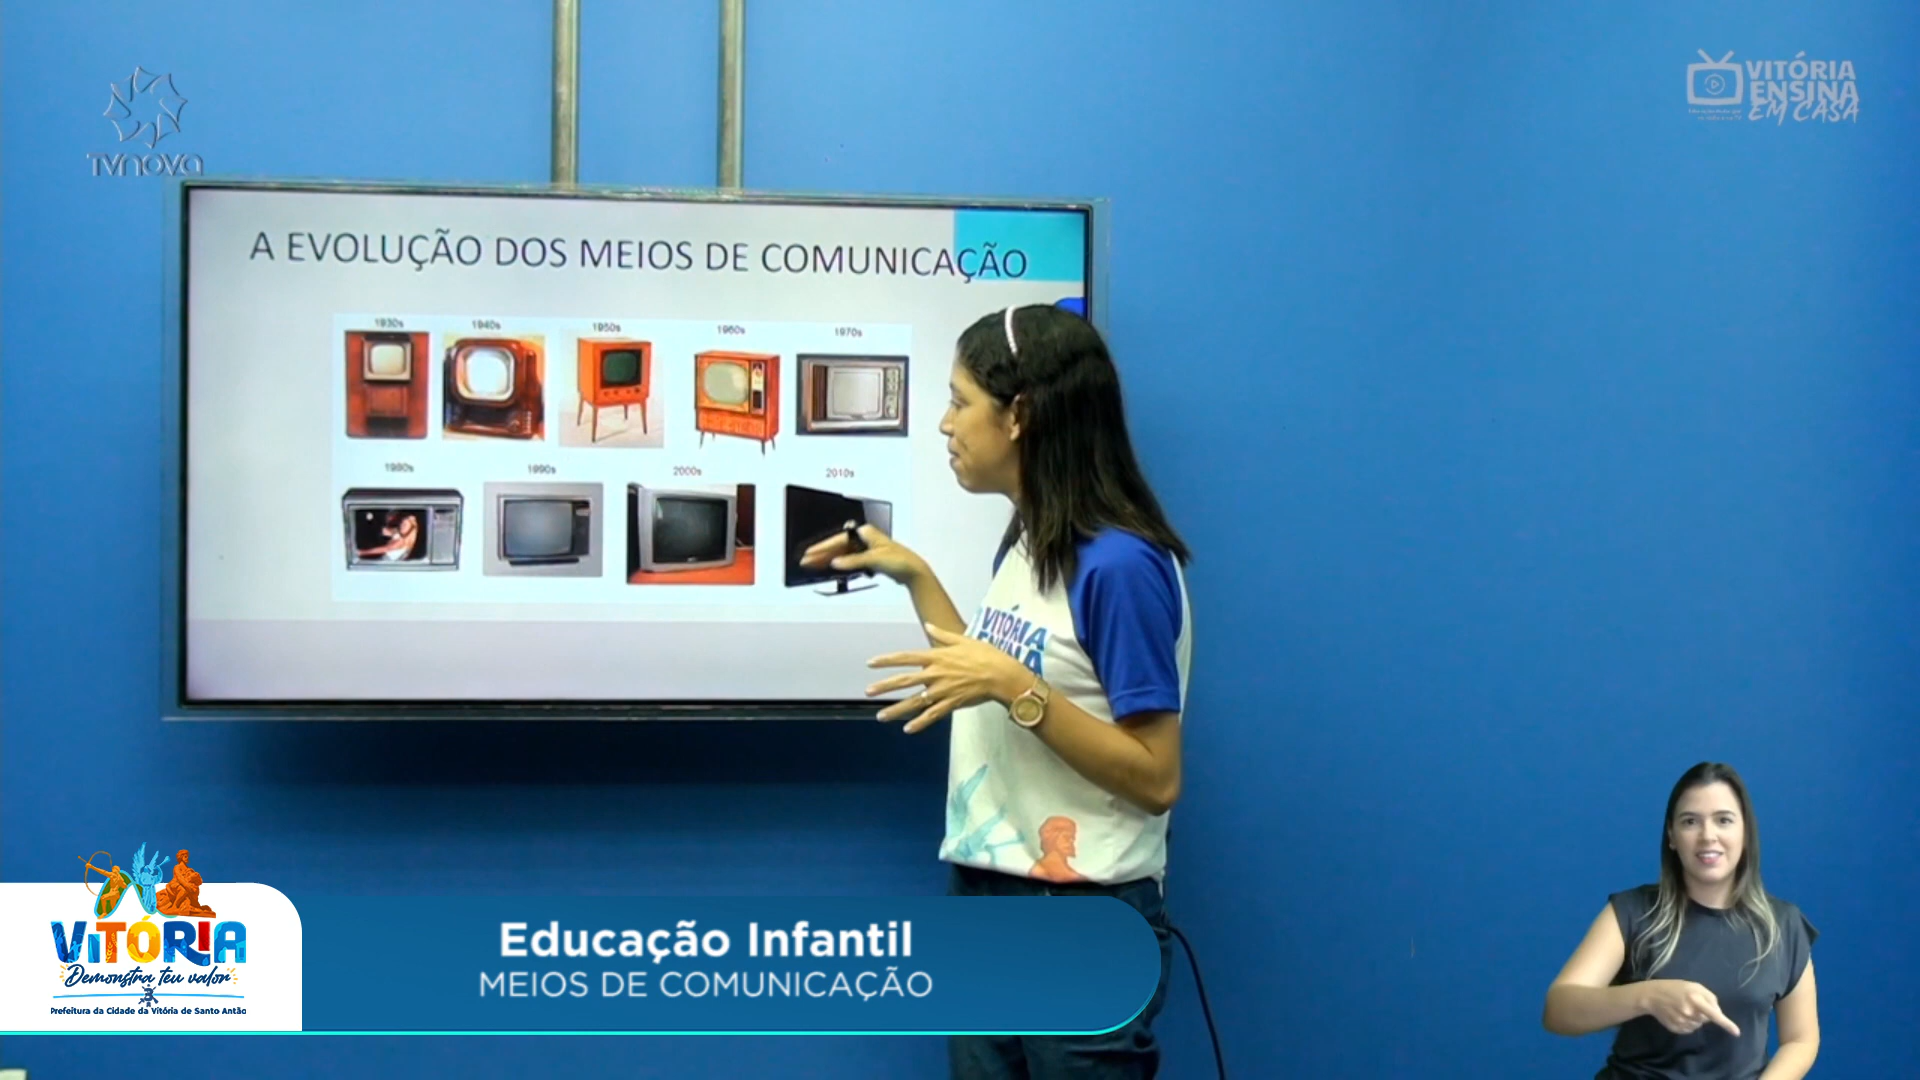 TVNOVA
VITÓRIA
ENSINA
EM CASA
A EVOLUÇÃO DOS MEIOS DE COMUNICAÇÃO
1930s 1940s 1950s 1960s 1970s
1980s 1990s 2000s 2010s
VITÓRIA
ENSINA
Educação Infantil
MEIOS DE COMUNICAÇÃO
VITÓRIA
Demonstra teu valor
Prefeitura da Cidade da Vitória de Santo Antão